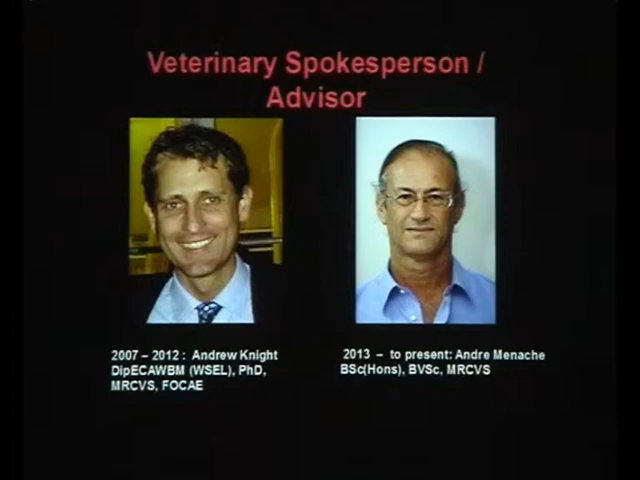 Veterinary Spokesperson /
Advisor
2007 – 2012 : Andrew Knight
DipECAWBM (WSEL), PhD,
MRCVS, FOCAE
2013 – to present: Andre Menache
BSc(Hons), BVSc, MRCVS